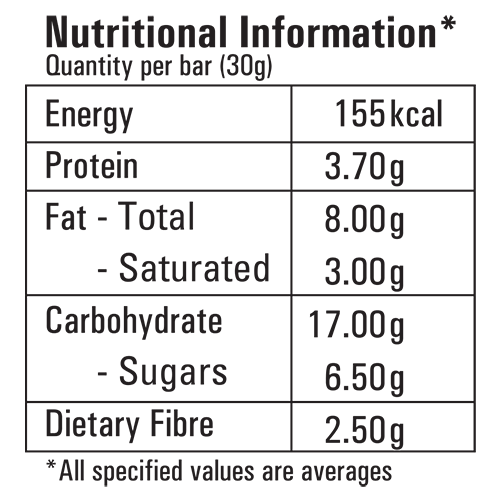 Nutritional Information*
Quantity per bar (30g)
Energy 155kcal
Protein 3.70g
Fat - Total 8.00g
- Saturated 3.00g
Carbohydrate 17.00g
- Sugars 6.50g
Dietary Fibre 2.50g
*All specified values are averages